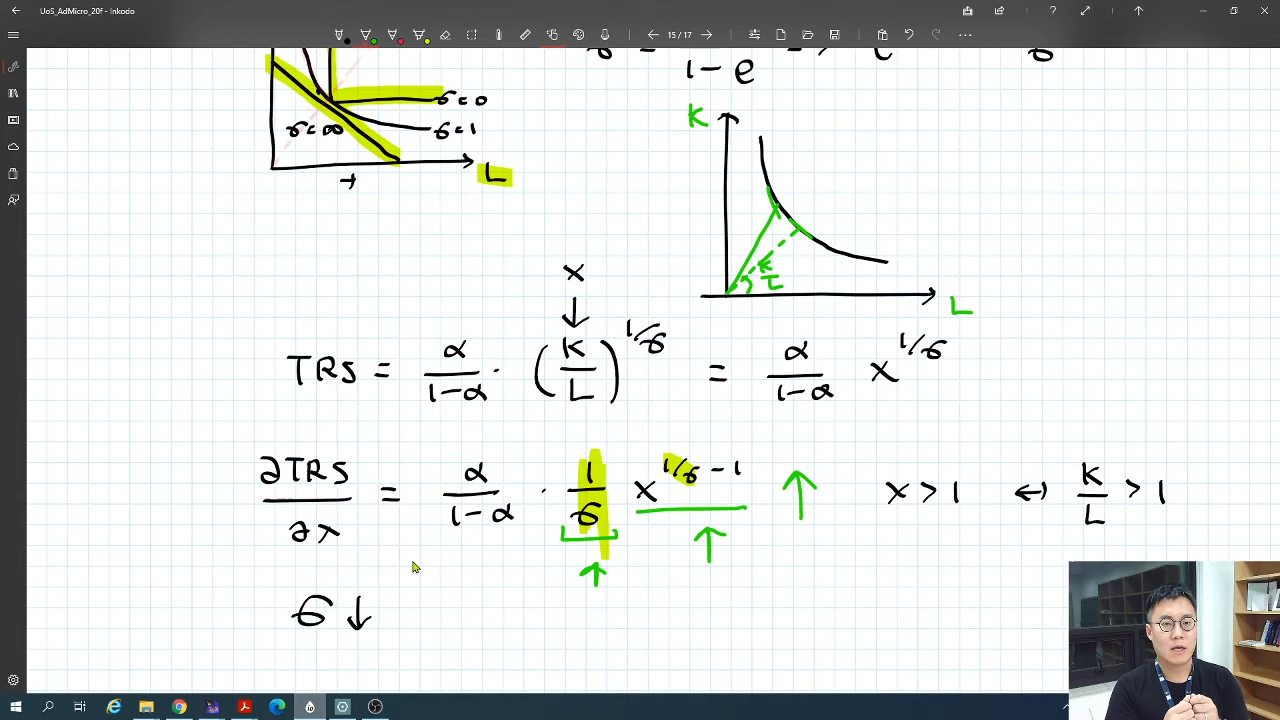 UoS_AdMicro_20f - Inkodo
15/17
1 - e
σ=0
σ=∞
σ=1
L
K
K/L
L
x
↓
TRS = α/(1-α) · (K/L)^(1/σ) = α/(1-α) x^(1/σ)
∂TRS/∂x = α/(1-α) · 1/σ x^(1/σ - 1) ↑ x > 1 ↔ K/L > 1
↑ ↑
σ ↓